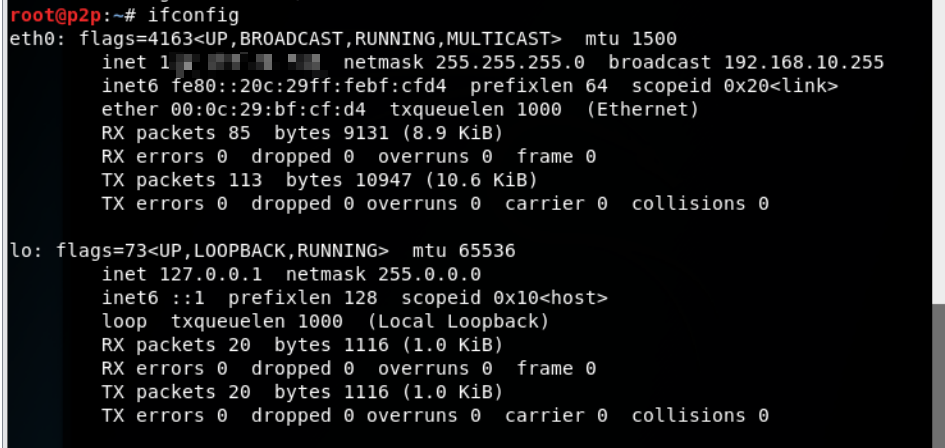 root@p2p:~# ifconfig
eth0: flags=4163<UP,BROADCAST,RUNNING,MULTICAST>  mtu 1500
inet 1 netmask 255.255.255.0  broadcast 192.168.10.255
inet6 fe80::20c:29ff:febf:cfd4  prefixlen 64  scopeid 0x20<link>
ether 00:0c:29:bf:cf:d4  txqueuelen 1000  (Ethernet)
RX packets 85  bytes 9131 (8.9 KiB)
RX errors 0  dropped 0  overruns 0  frame 0
TX packets 113  bytes 10947 (10.6 KiB)
TX errors 0  dropped 0 overruns 0  carrier 0  collisions 0
lo: flags=73<UP,LOOPBACK,RUNNING>  mtu 65536
inet 127.0.0.1  netmask 255.0.0.0
inet6 ::1  prefixlen 128  scopeid 0x10<host>
loop  txqueuelen 1000  (Local Loopback)
RX packets 20  bytes 1116 (1.0 KiB)
RX errors 0  dropped 0  overruns 0  frame 0
TX packets 20  bytes 1116 (1.0 KiB)
TX errors 0  dropped 0 overruns 0  carrier 0  collisions 0